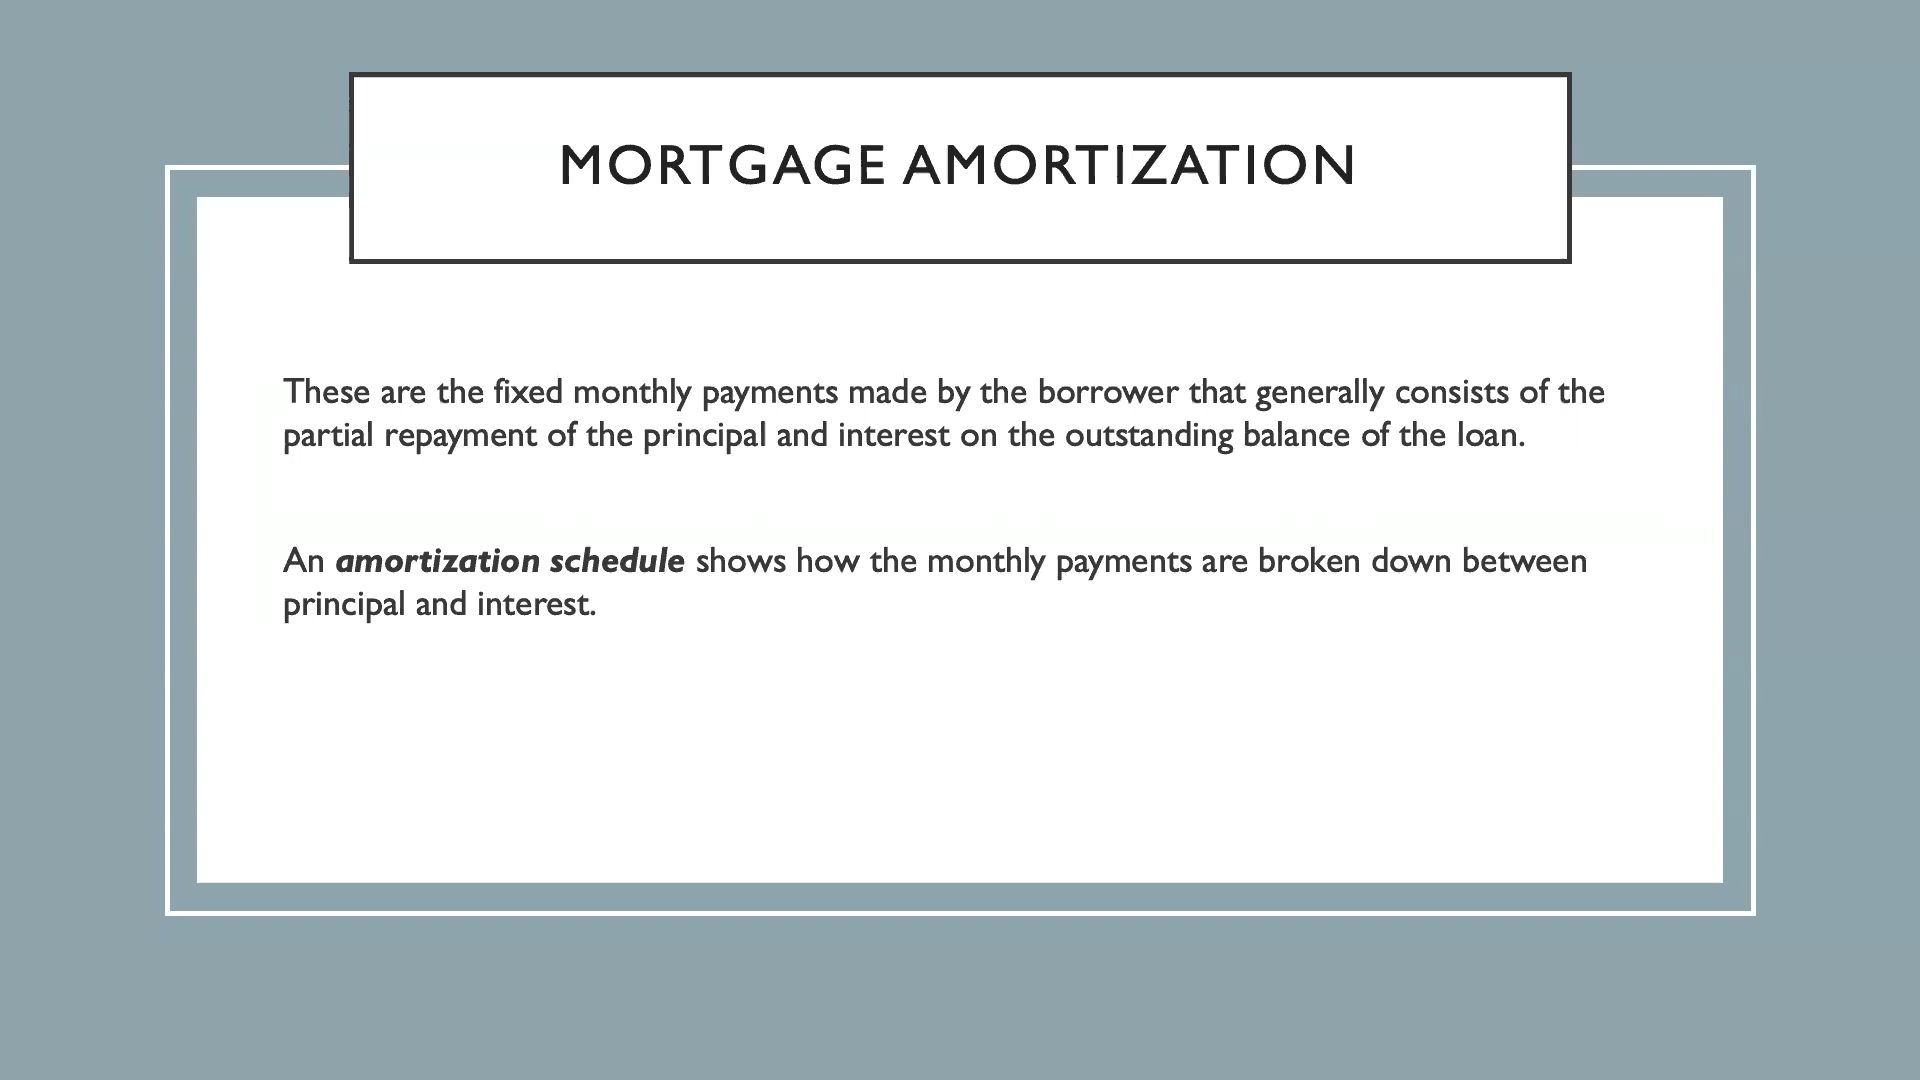 MORTGAGE AMORTIZATION
These are the fixed monthly payments made by the borrower that generally consists of the
partial repayment of the principal and interest on the outstanding balance of the loan.
An amortization schedule shows how the monthly payments are broken down between
principal and interest.